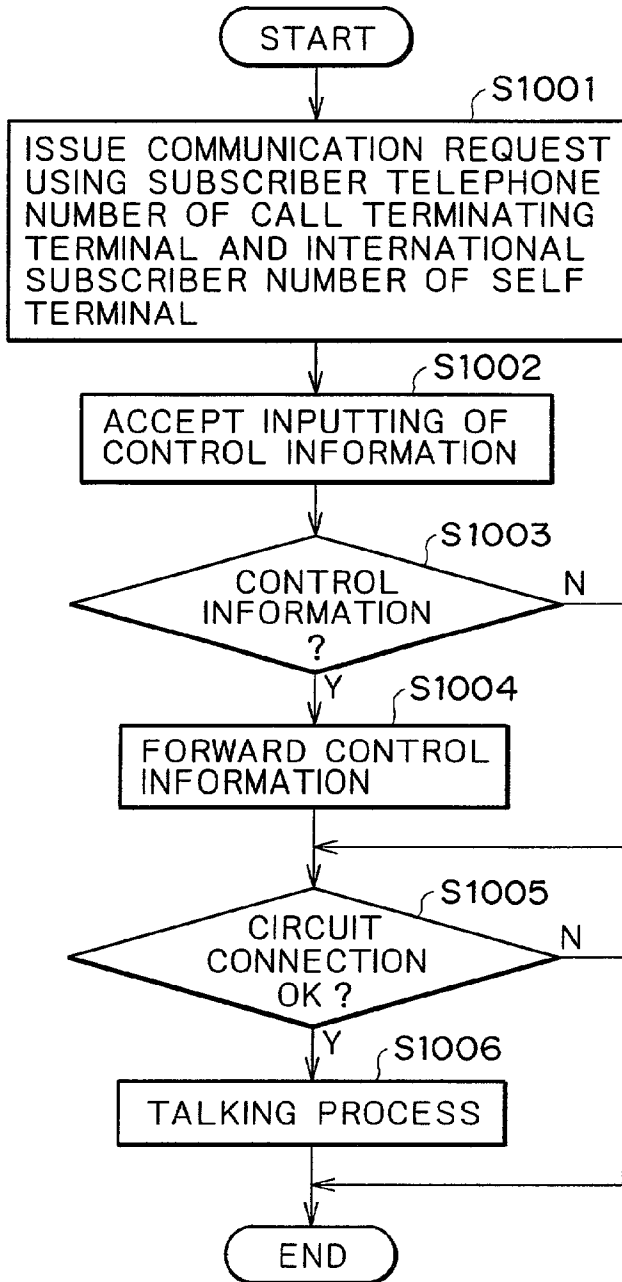 START
S1001
ISSUE COMMUNICATION REQUEST
USING SUBSCRIBER TELEPHONE
NUMBER OF CALL TERMINATING
TERMINAL AND INTERNATIONAL
SUBSCRIBER NUMBER OF SELF
TERMINAL
S1002
ACCEPT INPUTTING OF
CONTROL INFORMATION
S1003
CONTROL
INFORMATION
?
N
Y
S1004
FORWARD CONTROL
INFORMATION
S1005
CIRCUIT
CONNECTION
OK ?
N
Y
S1006
TALKING PROCESS
END